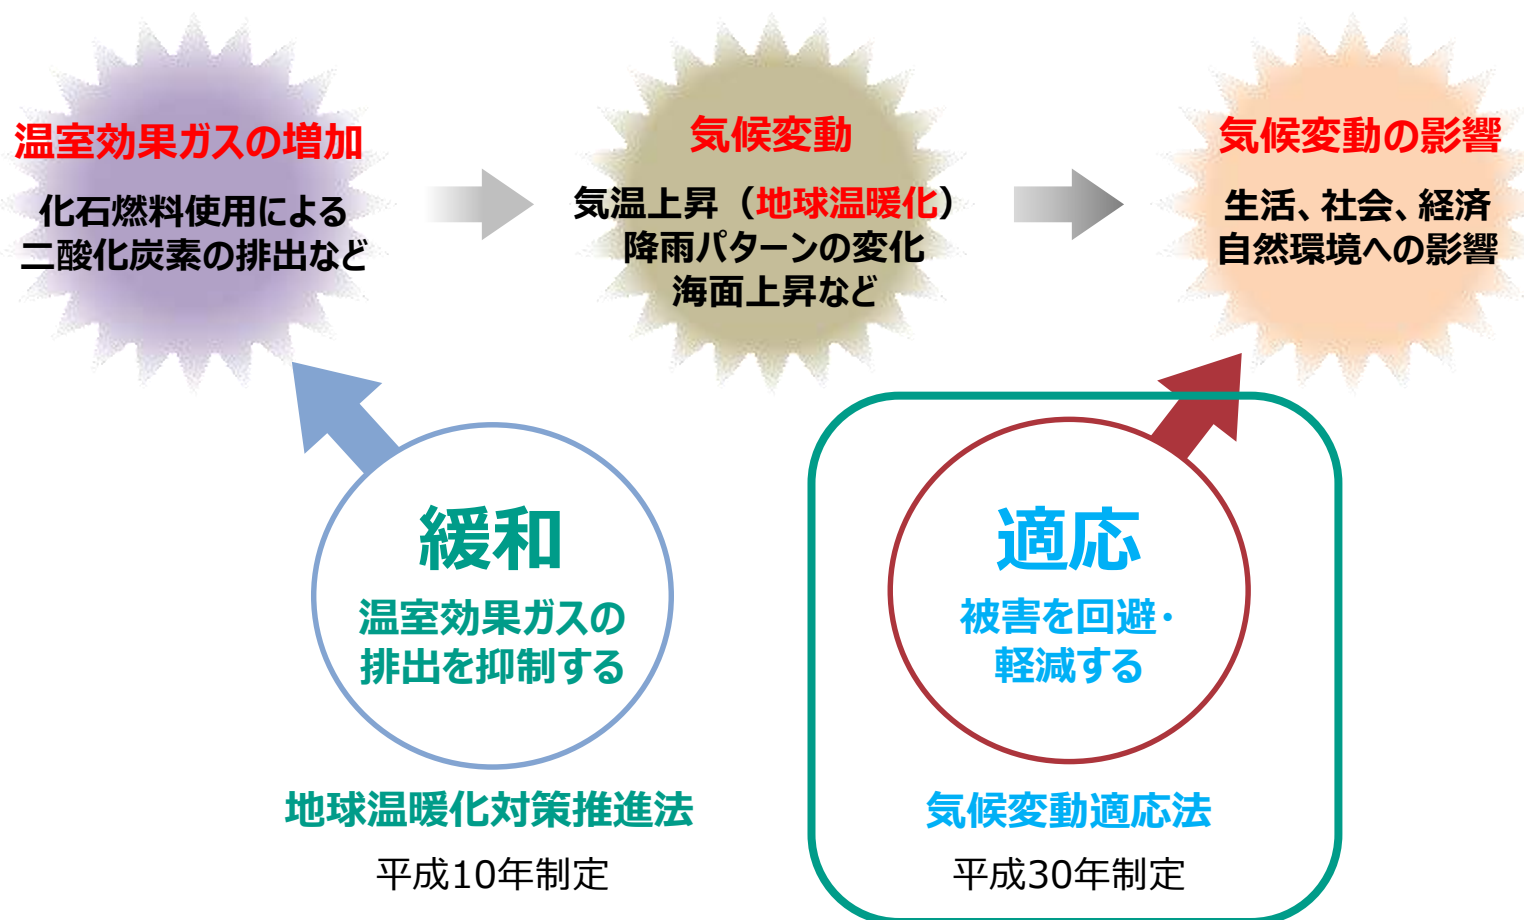 温室効果ガスの増加
化石燃料使用による
二酸化炭素の排出など
気候変動
気温上昇（地球温暖化）
降雨パターンの変化
海面上昇など
気候変動の影響
生活、社会、経済
自然環境への影響
緩和
温室効果ガスの
排出を抑制する
地球温暖化対策推進法
平成10年制定
適応
被害を回避・
軽減する
気候変動適応法
平成30年制定